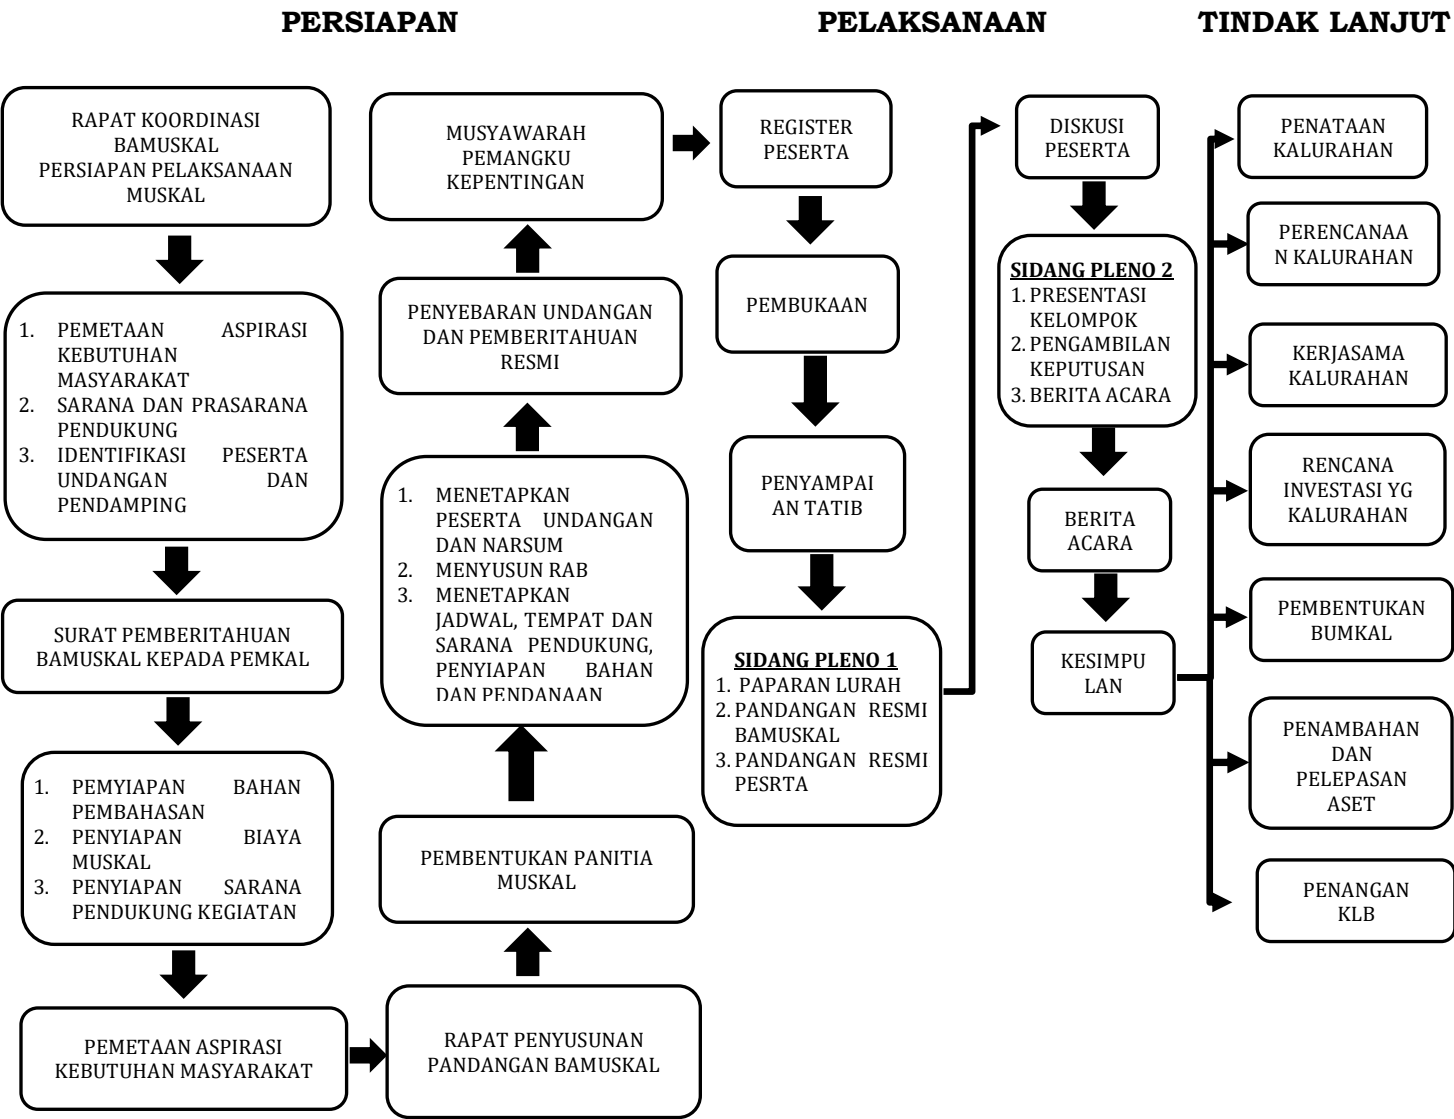 PERSIAPAN
PELAKSANAAN
TINDAK LANJUT
RAPAT KOORDINASI
BAMUSKAL
PERSIAPAN PELAKSANAAN
MUSKAL
1. PEMETAAN ASPIRASI
KEBUTUHAN
MASYARAKAT
2. SARANA DAN PRASARANA
PENDUKUNG
3. IDENTIFIKASI PESERTA
UNDANGAN DAN
PENDAMPING
SURAT PEMBERITAHUAN
BAMUSKAL KEPADA PEMKAL
1. PEMYIAPAN BAHAN
PEMBAHASAN
2. PENYIAPAN BIAYA
MUSKAL
3. PENYIAPAN SARANA
PENDUKUNG KEGIATAN
PEMETAAN ASPIRASI
KEBUTUHAN MASYARAKAT
RAPAT PENYUSUNAN
PANDANGAN BAMUSKAL
PEMBENTUKAN PANITIA
MUSKAL
1. MENETAPKAN
PESERTA UNDANGAN
DAN NARSUM
2. MENYUSUN RAB
3. MENETAPKAN
JADWAL, TEMPAT DAN
SARANA PENDUKUNG,
PENYIAPAN BAHAN
DAN PENDANAAN
PENYEBARAN UNDANGAN
DAN PEMBERITAHUAN
RESMI
MUSYAWARAH
PEMANGKU
KEPENTINGAN
REGISTER
PESERTA
PEMBUKAAN
PENYAMPAI
AN TATIB
SIDANG PLENO 1
1. PAPARAN LURAH
2. PANDANGAN RESMI
BAMUSKAL
3. PANDANGAN RESMI
PESRTA
DISKUSI
PESERTA
SIDANG PLENO 2
1. PRESENTASI
KELOMPOK
2. PENGAMBILAN
KEPUTUSAN
3. BERITA ACARA
BERITA
ACARA
KESIMPU
LAN
PENATAAN
KALURAHAN
PERENCANAA
N KALURAHAN
KERJASAMA
KALURAHAN
RENCANA
INVESTASI YG
KALURAHAN
PEMBENTUKAN
BUMKAL
PENAMBAHAN
DAN
PELEPASAN
ASET
PENANGAN
KLB